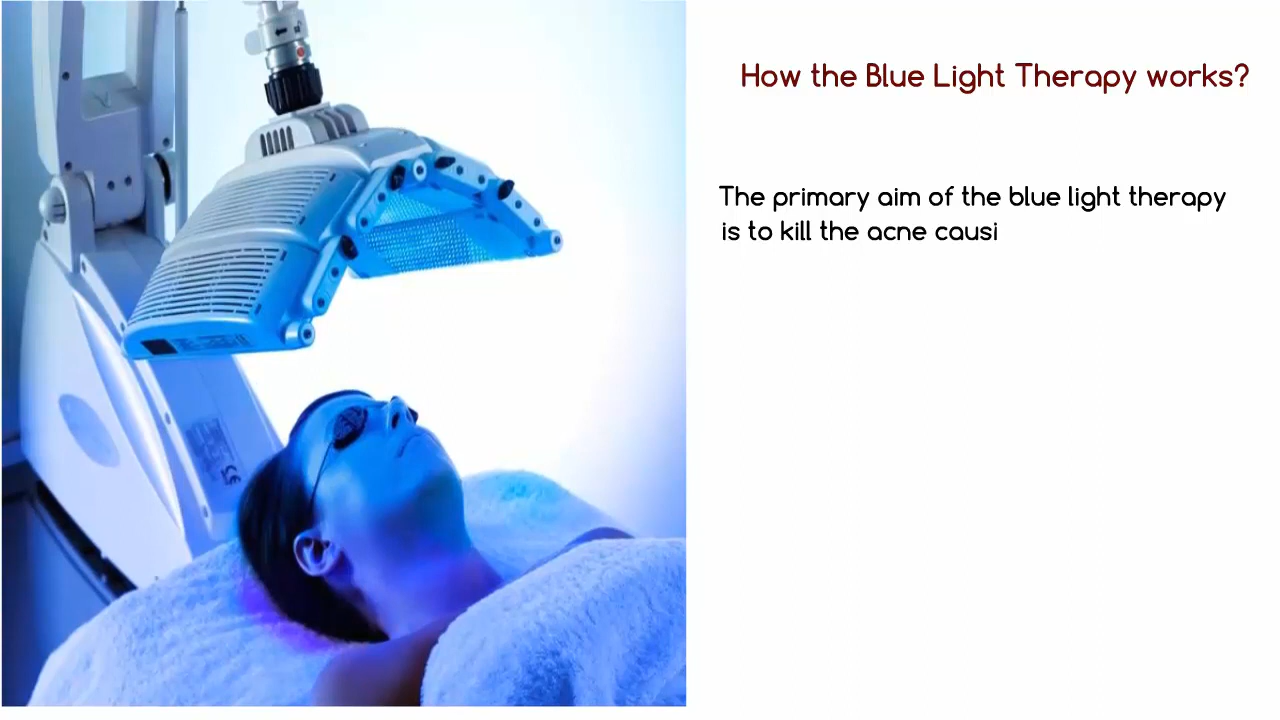 How the Blue Light Therapy works?
The primary aim of the blue light therapy
is to kill the acne causi